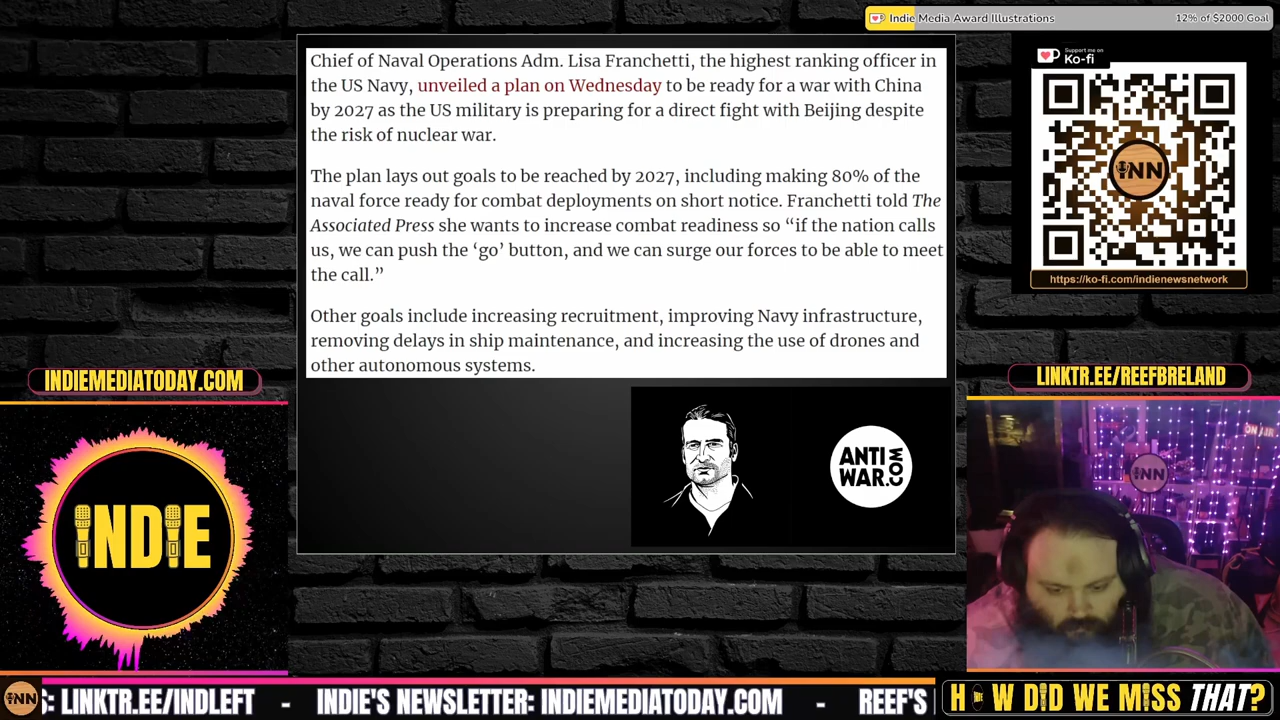 Indie Media Award Illustrations
12% of $2000 Goal
Chief of Naval Operations Adm. Lisa Franchetti, the highest ranking officer in
the US Navy, unveiled a plan on Wednesday to be ready for a war with China
by 2027 as the US military is preparing for a direct fight with Beijing despite
the risk of nuclear war.
The plan lays out goals to be reached by 2027, including making 80% of the
naval force ready for combat deployments on short notice. Franchetti told The
Associated Press she wants to increase combat readiness so “if the nation calls
us, we can push the ‘go’ button, and we can surge our forces to be able to meet
the call.”
Other goals include increasing recruitment, improving Navy infrastructure,
removing delays in ship maintenance, and increasing the use of drones and
other autonomous systems.
ANTI
WAR.COM
Support me on
Ko-fi
INN
https://ko-fi.com/indienewsnetwork
INDIEMEDIATODAY.COM
INDIE
LINKTR.EE/REEFBRELAND
INN
ON AIR
INN
S: LINKTR.EE/INDLEFT - INDIE'S NEWSLETTER: INDIEMEDIATODAY.COM - REEF'S
HOW DID WE MISS THAT?